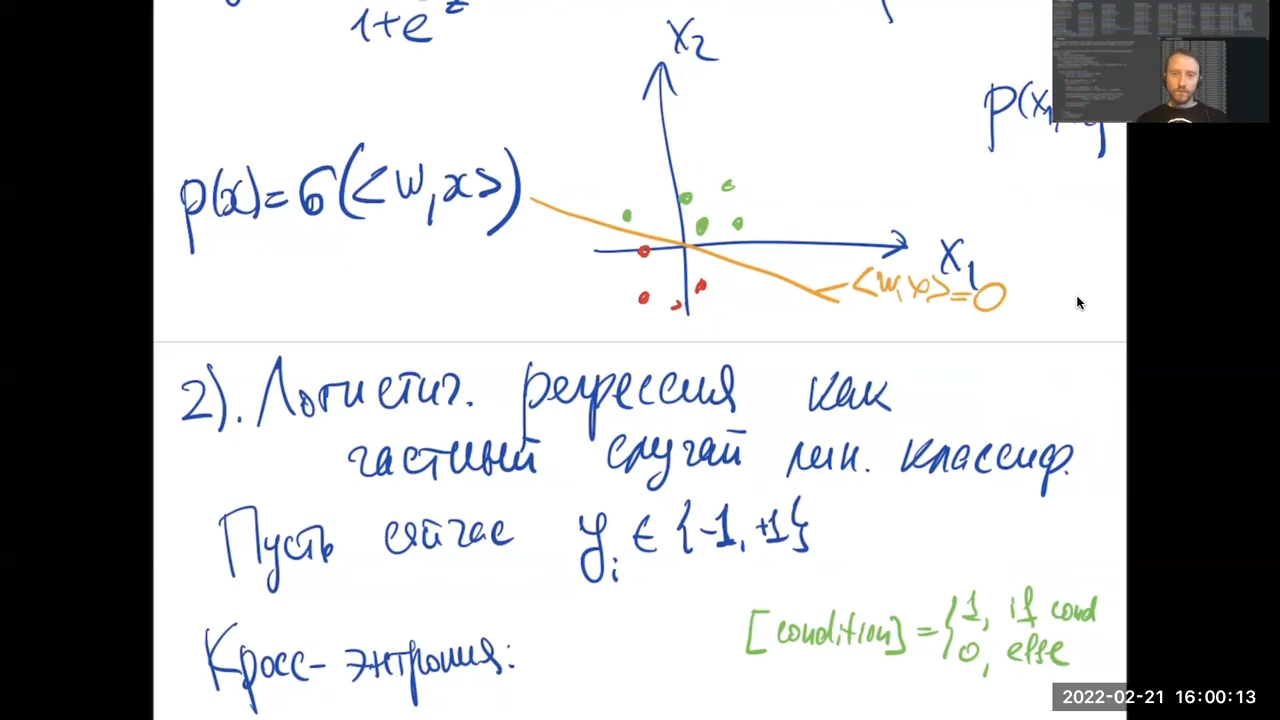 1+e^z
x₂
p(x₁,
p(x)=σ(<w,x>)
x₁
<w,x>=0
2). Логистич. регрессия как
частный случай лин. классиф.
Пусть сейчас yᵢ ∈ {-1,+1}
[condition] = {1, if cond
0, else
Кросс-энтропия:
2022-02-21 16:00:13